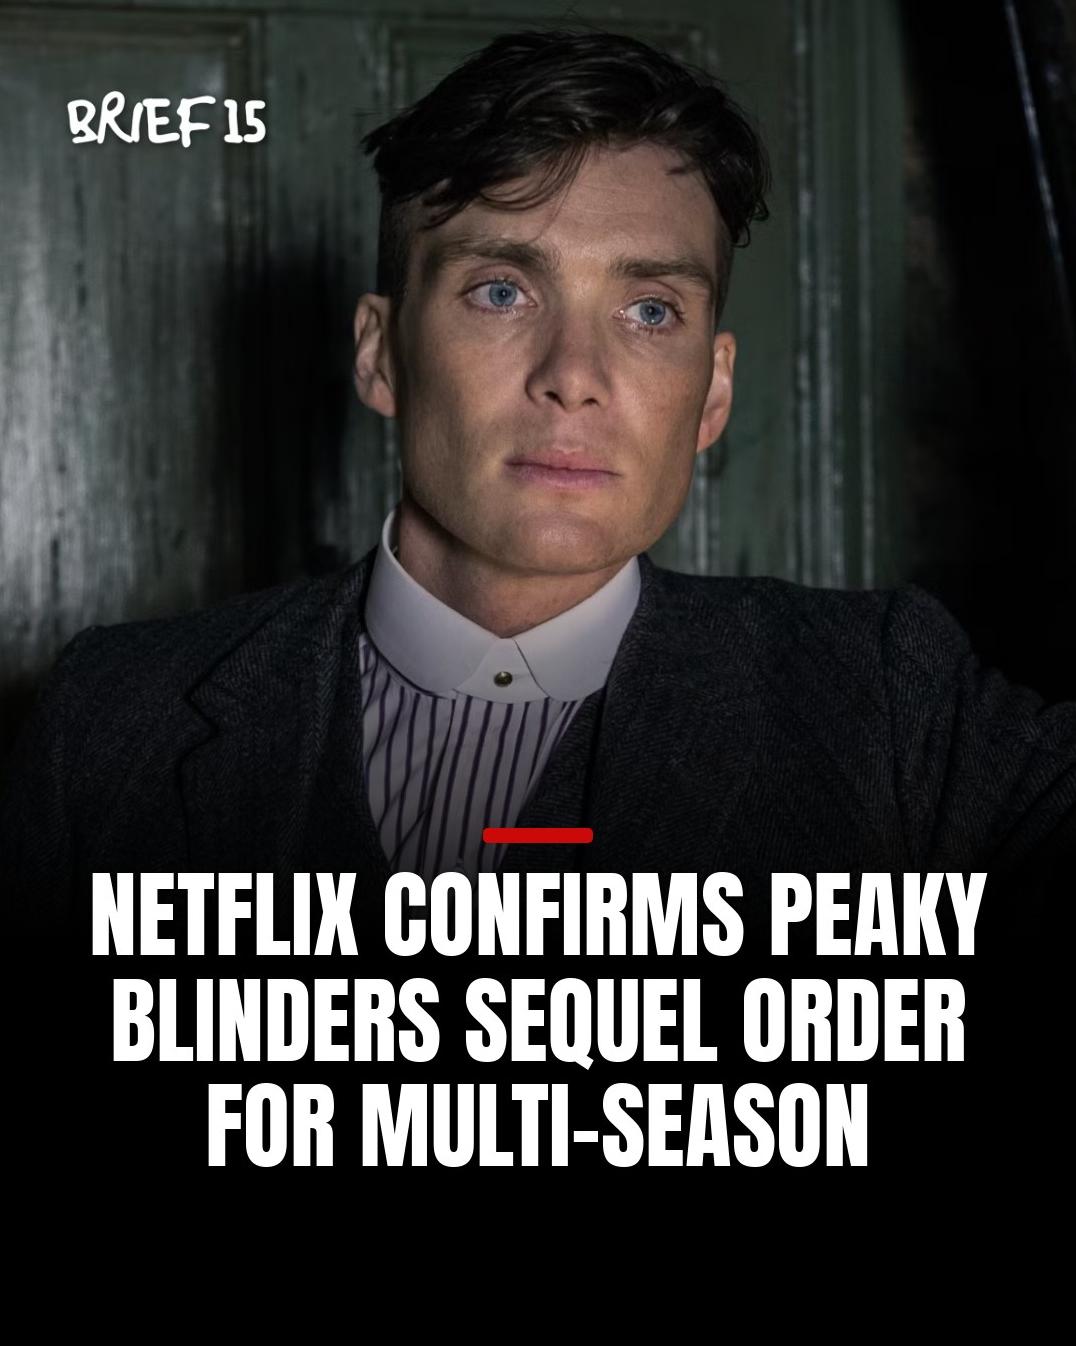 BRIEF 15
NETFLIX CONFIRMS PEAKY
BLINDERS SEQUEL ORDER
FOR MULTI-SEASON